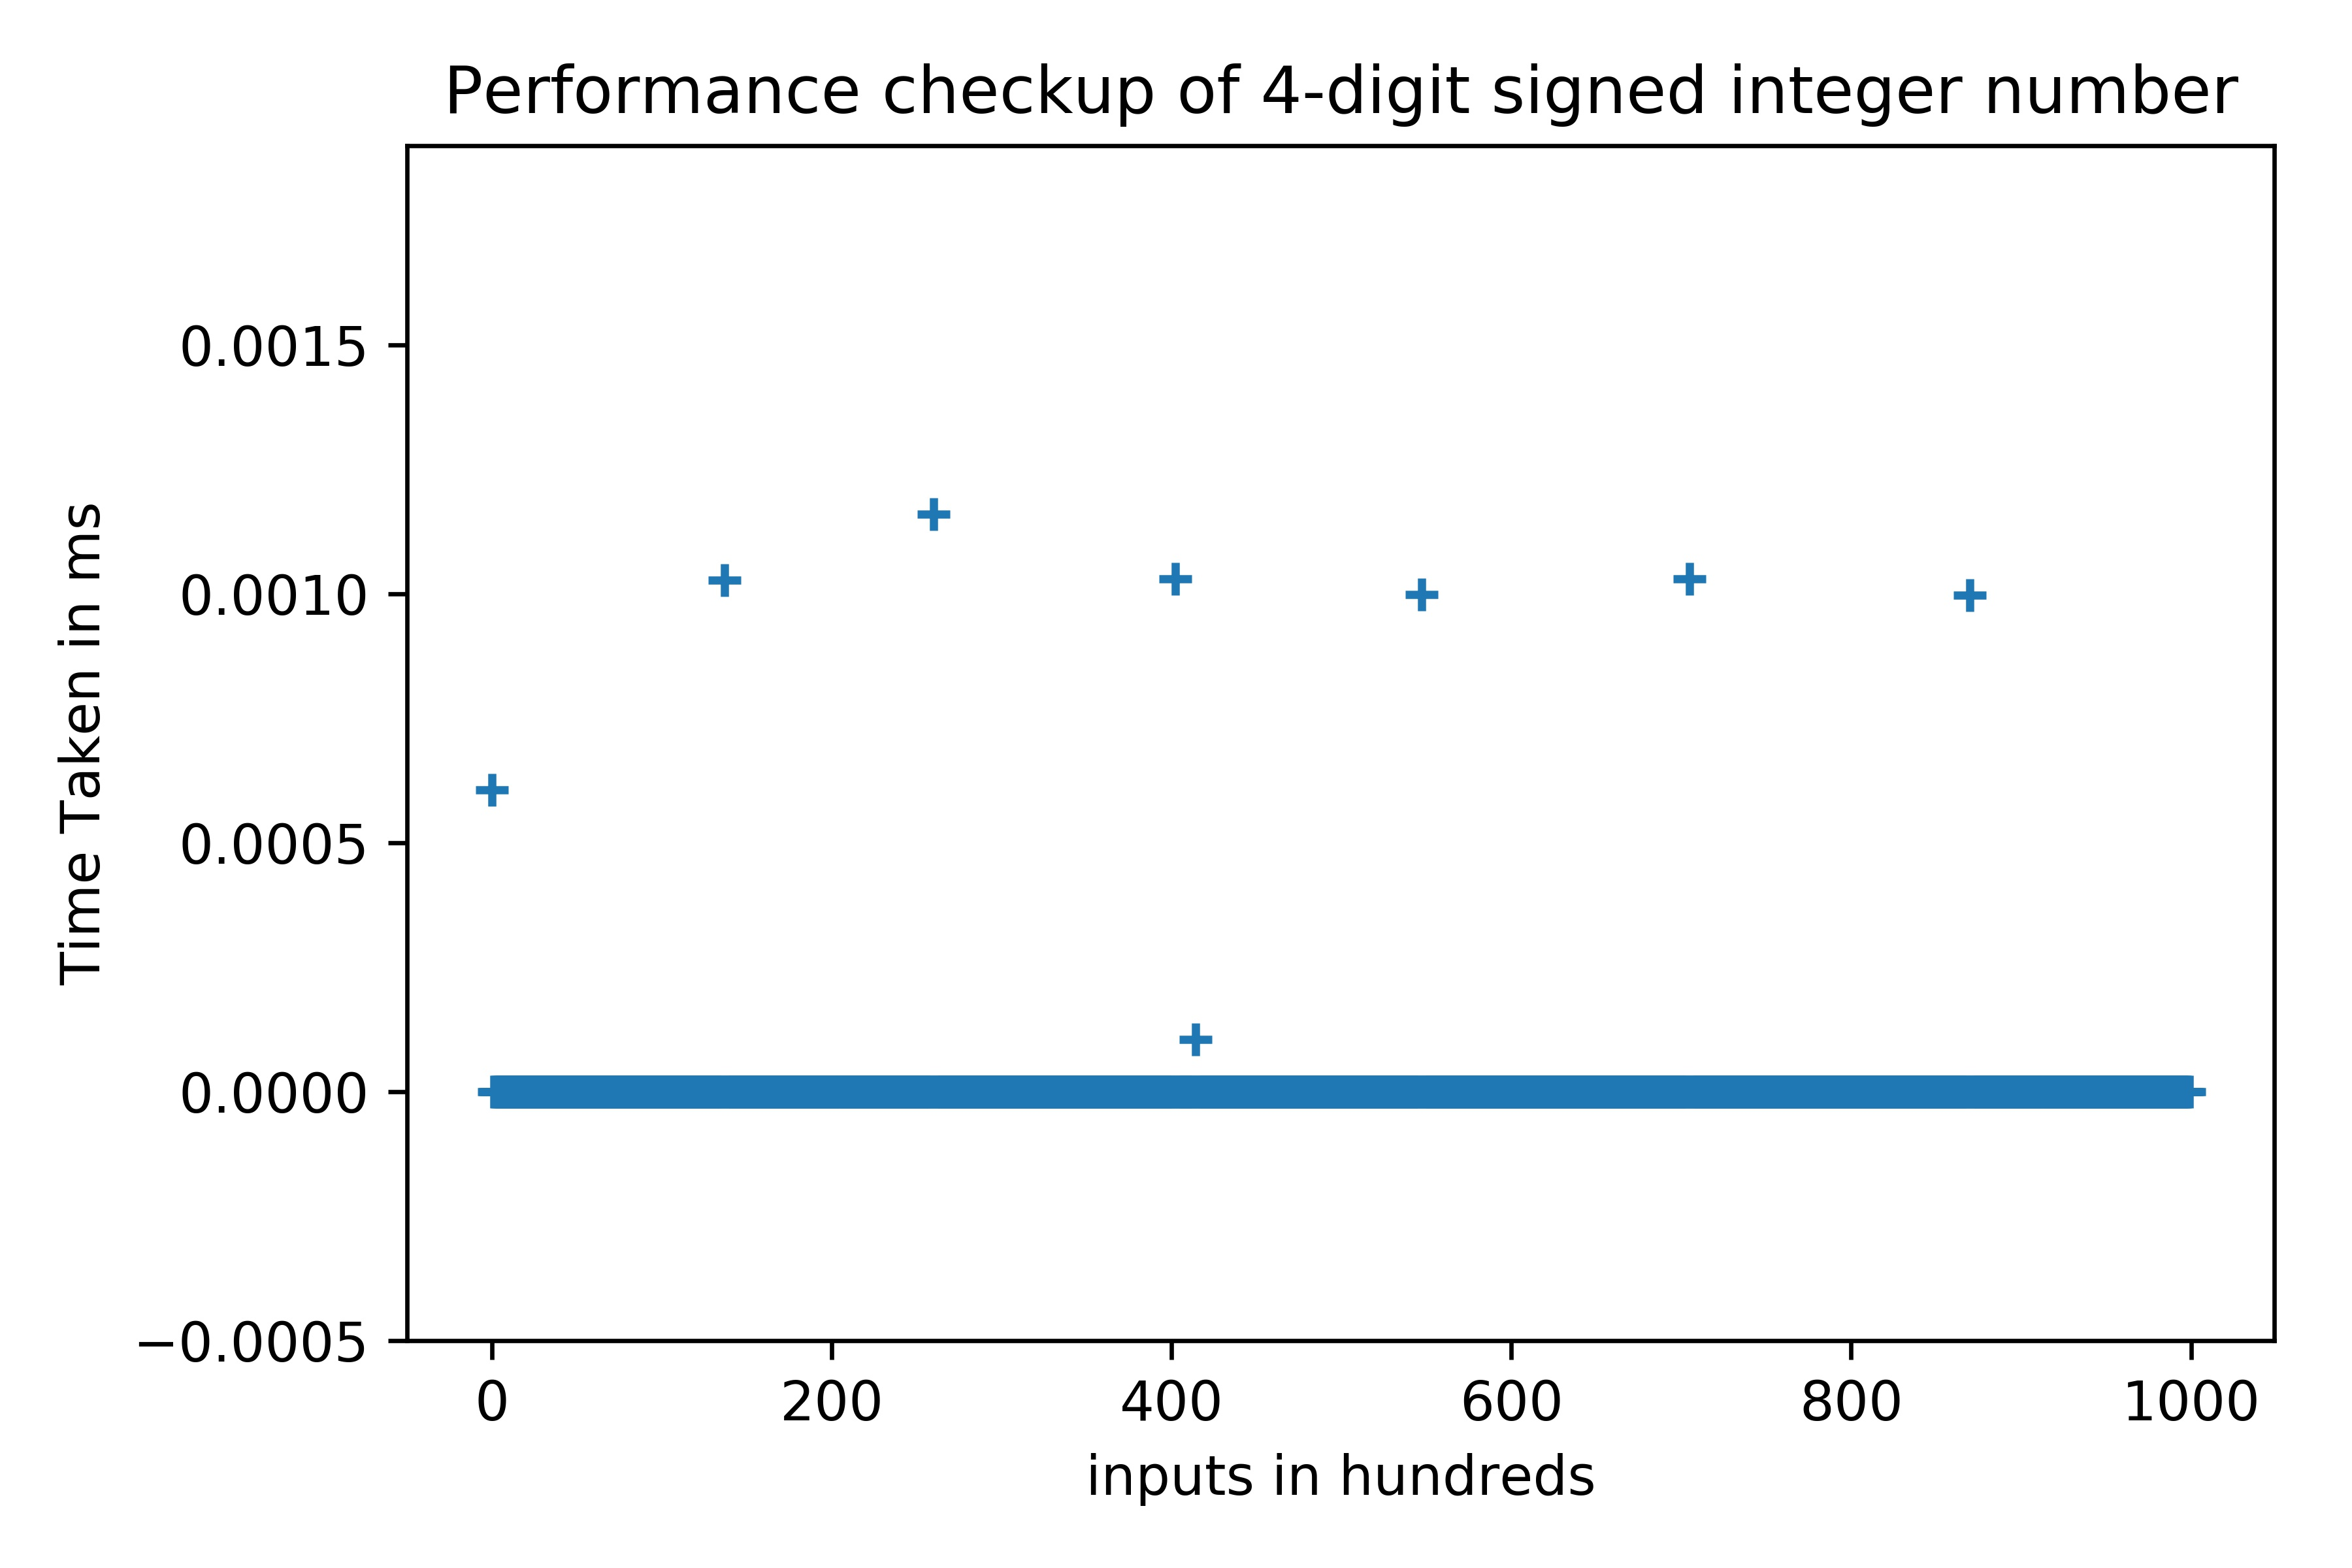 Performance checkup of 4-digit signed integer number
Time Taken in ms
0.0015
0.0010
0.0005
0.0000
−0.0005
0 200 400 600 800 1000
inputs in hundreds